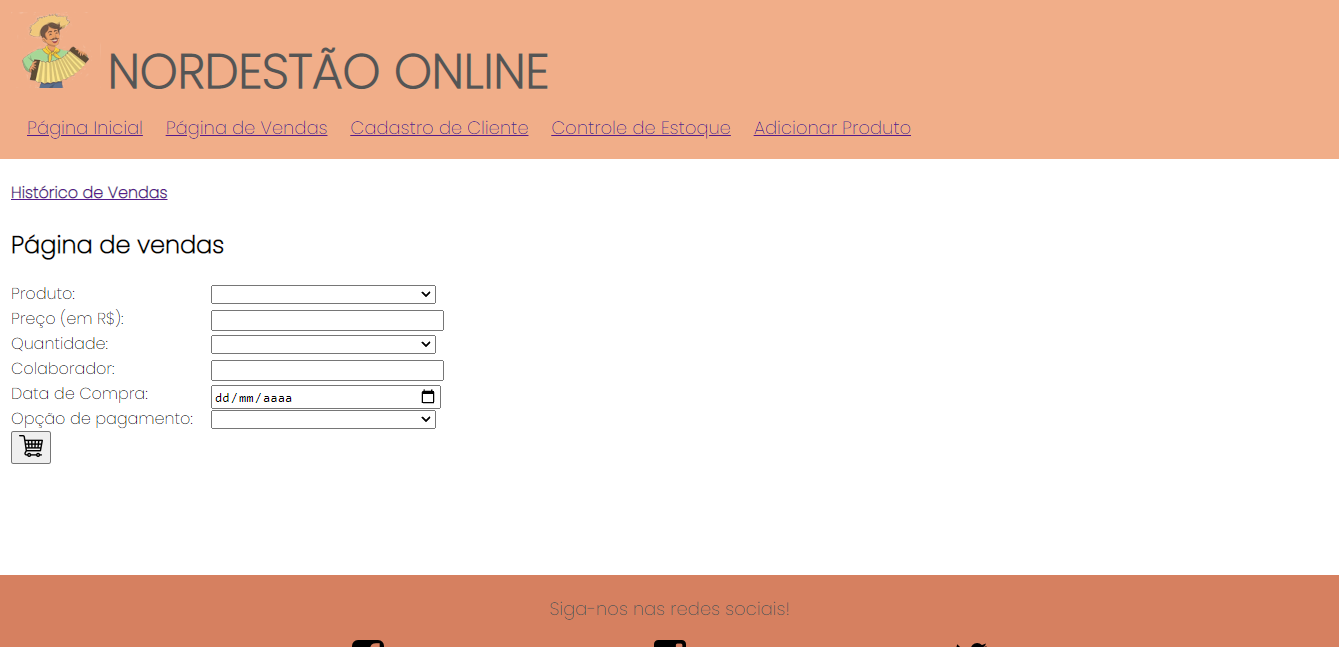 NORDESTÃO ONLINE
Página Inicial Página de Vendas Cadastro de Cliente Controle de Estoque Adicionar Produto
Histórico de Vendas
Página de vendas
Produto:
Preço (em R$):
Quantidade:
Colaborador:
Data de Compra: dd/mm/aaaa
Opção de pagamento:
Siga-nos nas redes sociais!